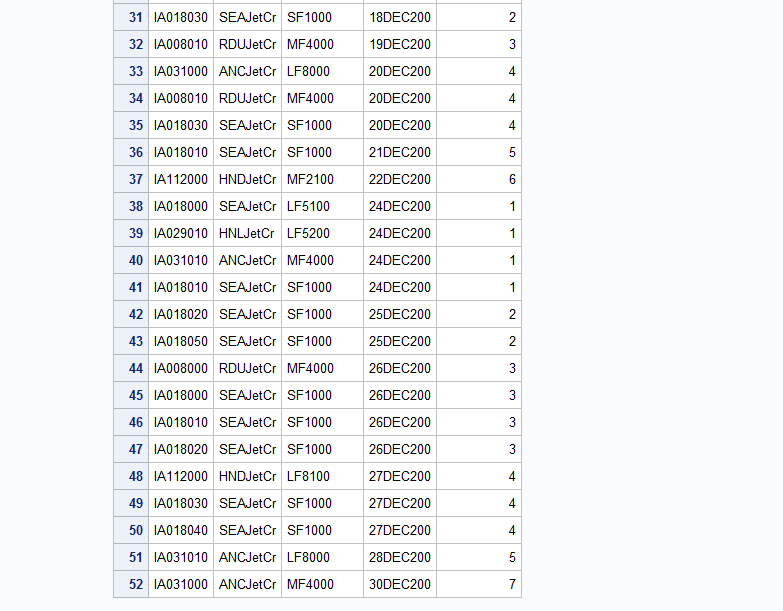 31 IA018030 SEAJetCr SF1000 18DEC200 2
32 IA008010 RDUJetCr MF4000 19DEC200 3
33 IA031000 ANCJetCr LF8000 20DEC200 4
34 IA008010 RDUJetCr MF4000 20DEC200 4
35 IA018030 SEAJetCr SF1000 20DEC200 4
36 IA018010 SEAJetCr SF1000 21DEC200 5
37 IA112000 HNDJetCr MF2100 22DEC200 6
38 IA018000 SEAJetCr LF5100 24DEC200 1
39 IA029010 HNLJetCr LF5200 24DEC200 1
40 IA031010 ANCJetCr MF4000 24DEC200 1
41 IA018010 SEAJetCr SF1000 24DEC200 1
42 IA018020 SEAJetCr SF1000 25DEC200 2
43 IA018050 SEAJetCr SF1000 25DEC200 2
44 IA008000 RDUJetCr MF4000 26DEC200 3
45 IA018000 SEAJetCr SF1000 26DEC200 3
46 IA018010 SEAJetCr SF1000 26DEC200 3
47 IA018020 SEAJetCr SF1000 26DEC200 3
48 IA112000 HNDJetCr LF8100 27DEC200 4
49 IA018030 SEAJetCr SF1000 27DEC200 4
50 IA018040 SEAJetCr SF1000 27DEC200 4
51 IA031010 ANCJetCr LF8000 28DEC200 5
52 IA031000 ANCJetCr MF4000 30DEC200 7